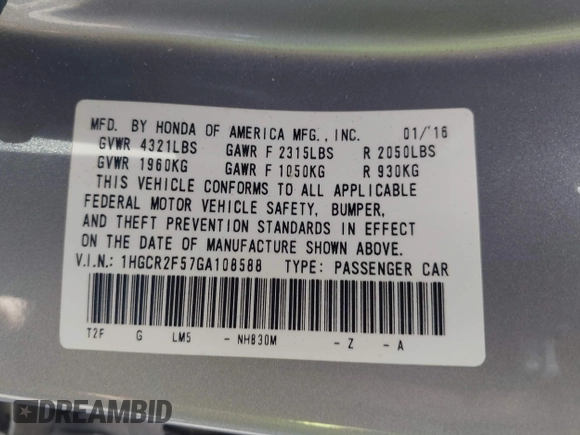 MFD. BY HONDA OF AMERICA MFG., INC. 01/'16
GVWR 4321LBS GAWR F 2315LBS R 2050LBS
GVWR 1960KG GAWR F 1050KG R 930KG
THIS VEHICLE CONFORMS TO ALL APPLICABLE
FEDERAL MOTOR VEHICLE SAFETY, BUMPER,
AND THEFT PREVENTION STANDARDS IN EFFECT
ON THE DATE OF MANUFACTURE SHOWN ABOVE.
V.I.N.: 1HGCR2F57GA108588 TYPE: PASSENGER CAR
T2F G LM5 - NH830M - Z - A
DREAMBID